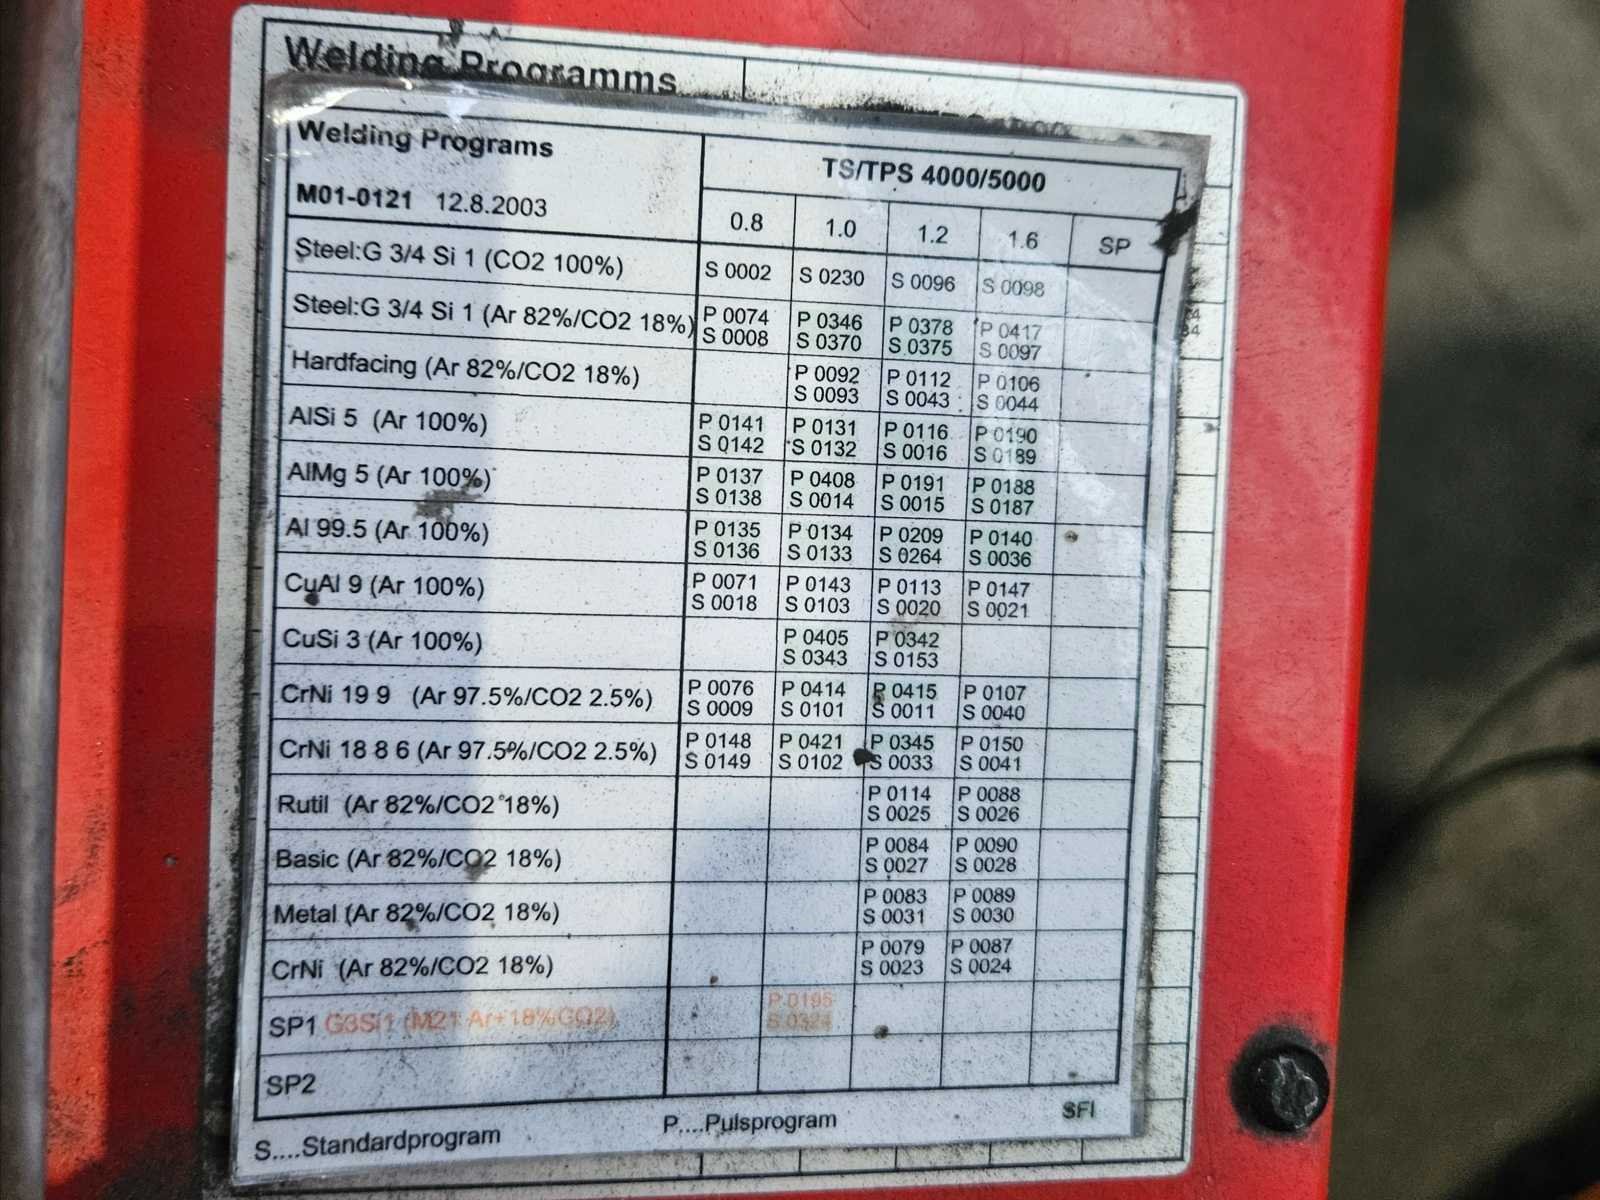 Welding Programms
Welding Programs
TS/TPS 4000/5000
M01-0121 12.8.2003
0.8 1.0 1.2 1.6 SP
Steel:G 3/4 Si 1 (CO2 100%) S 0002 S 0230 S 0096 S 0098
Steel:G 3/4 Si 1 (Ar 82%/CO2 18%) P 0074 P 0346 P 0378 P 0417
S 0008 S 0370 S 0375 S 0097
Hardfacing (Ar 82%/CO2 18%) P 0092 P 0112 P 0106
S 0093 S 0043 S 0044
AlSi 5 (Ar 100%) P 0141 P 0131 P 0116 P 0190
S 0142 S 0132 S 0016 S 0189
AlMg 5 (Ar 100%) P 0137 P 0408 P 0191 P 0188
S 0138 S 0014 S 0015 S 0187
Al 99.5 (Ar 100%) P 0135 P 0134 P 0209 P 0140
S 0136 S 0133 S 0264 S 0036
CuAl 9 (Ar 100%) P 0071 P 0143 P 0113 P 0147
S 0018 S 0103 S 0020 S 0021
CuSi 3 (Ar 100%) P 0405 P 0342
S 0343 S 0153
CrNi 19 9 (Ar 97.5%/CO2 2.5%) P 0076 P 0414 P 0415 P 0107
S 0009 S 0101 S 0011 S 0040
CrNi 18 8 6 (Ar 97.5%/CO2 2.5%) P 0148 P 0421 P 0345 P 0150
S 0149 S 0102 S 0033 S 0041
Rutil (Ar 82%/CO2 18%) P 0114 P 0088
S 0025 S 0026
Basic (Ar 82%/CO2 18%) P 0084 P 0090
S 0027 S 0028
Metal (Ar 82%/CO2 18%) P 0083 P 0089
S 0031 S 0030
CrNi (Ar 82%/CO2 18%) P 0079 P 0087
S 0023 S 0024
SP1 G3Si1 (M21 Ar+18%CO2) P 0195
S 0324
SP2
S....Standardprogram P....Pulsprogram SFI